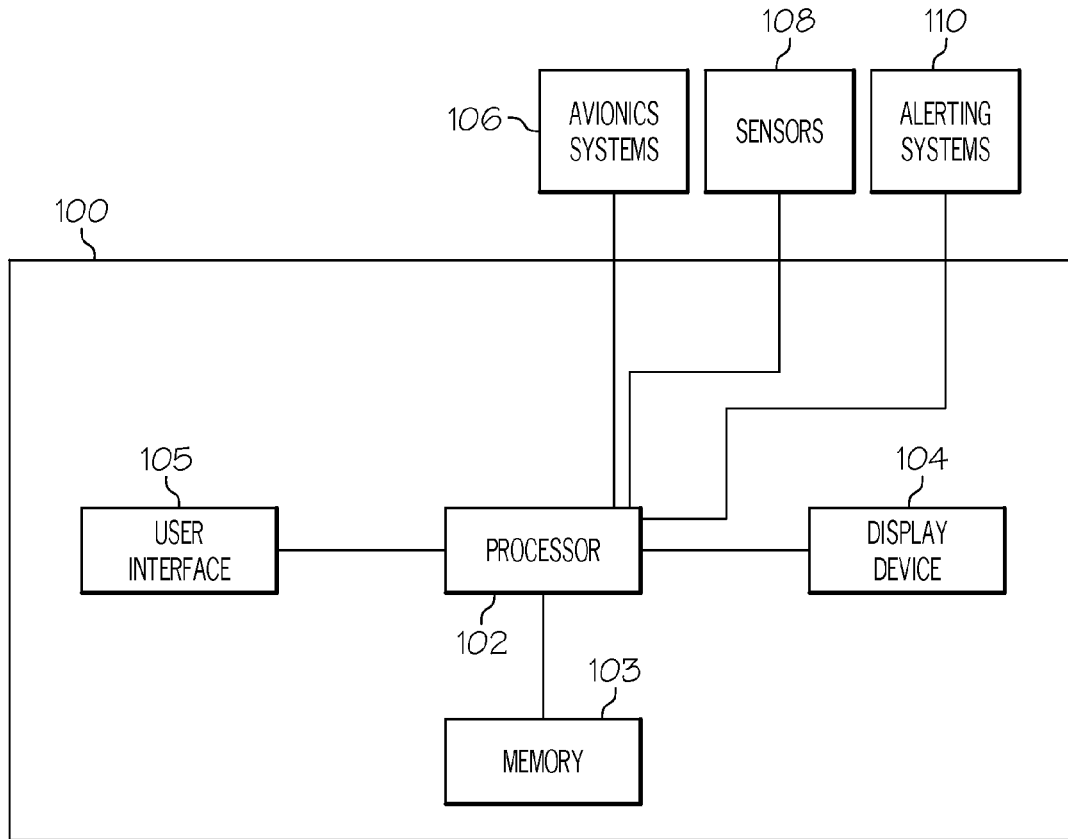 108
110
106
AVIONICS
SYSTEMS
SENSORS
ALERTING
SYSTEMS
100
105
104
USER
INTERFACE
PROCESSOR
DISPLAY
DEVICE
102
103
MEMORY